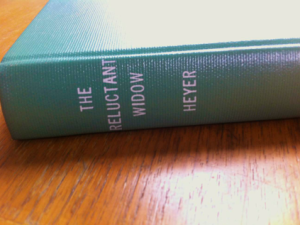 THE
RELUCTANT
WIDOW
HEYER